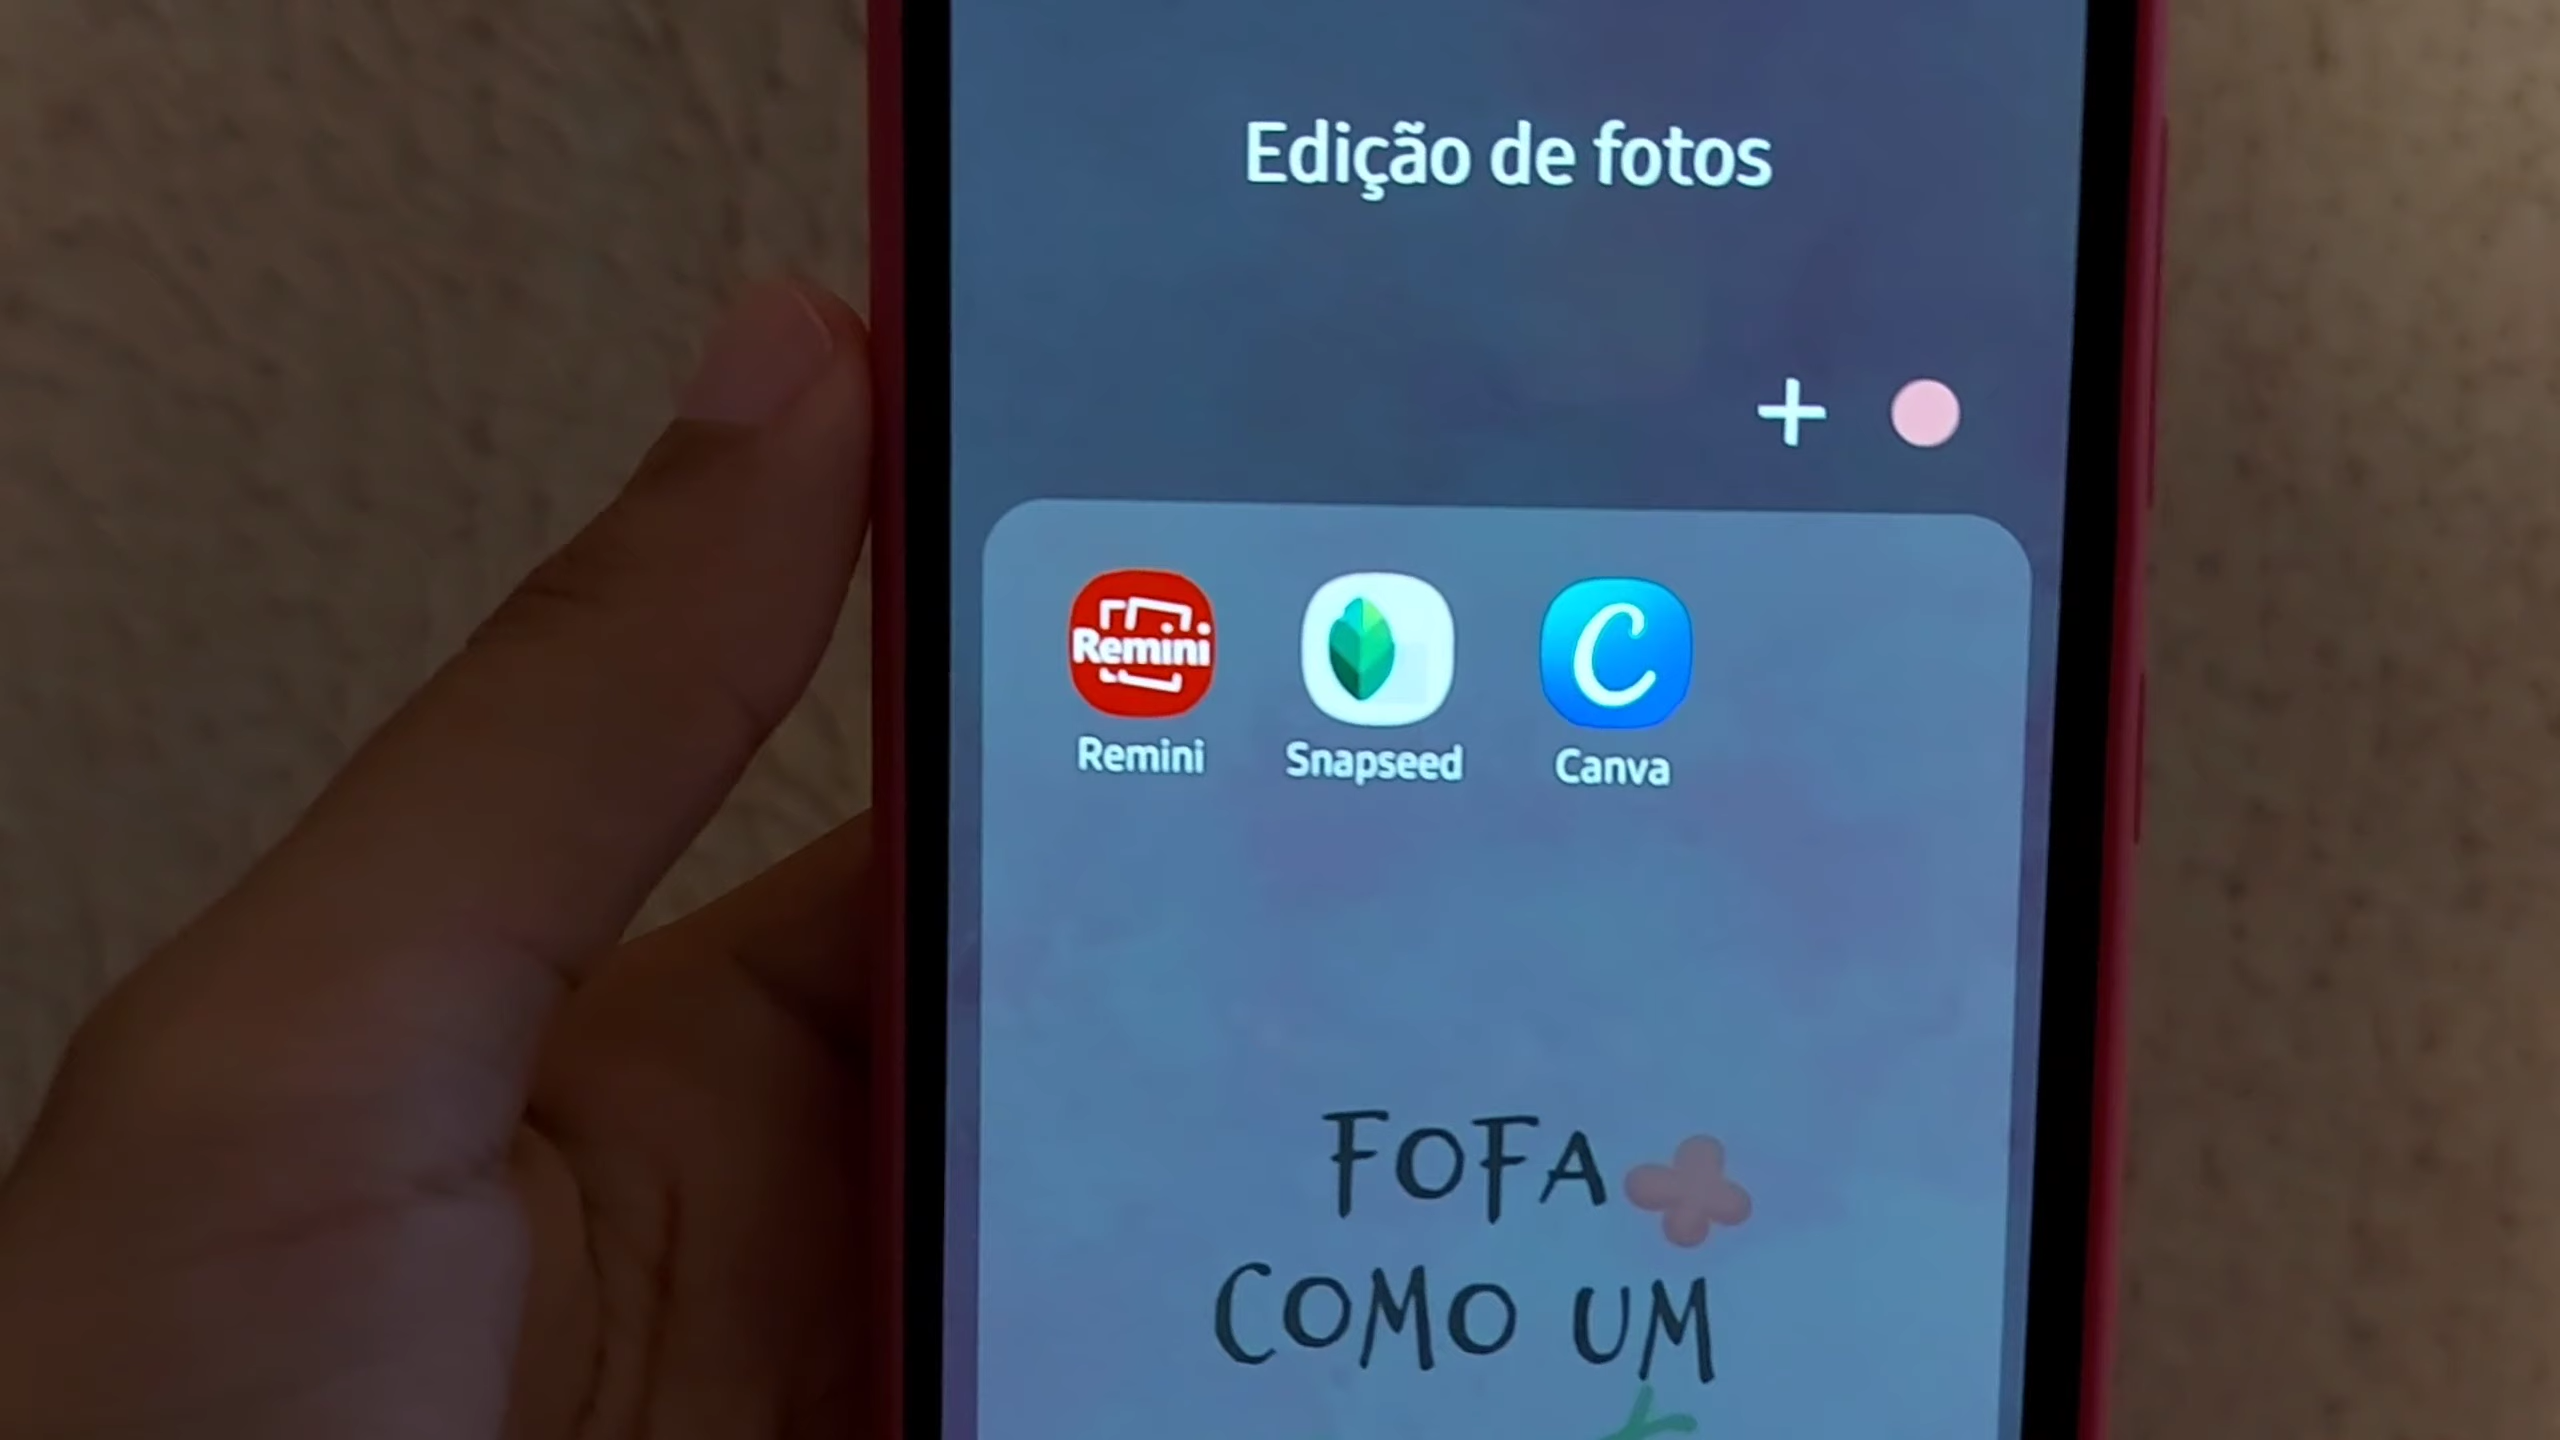 Edição de fotos
+
Remini
Remini Snapseed Canva
FOFA
COMO UM